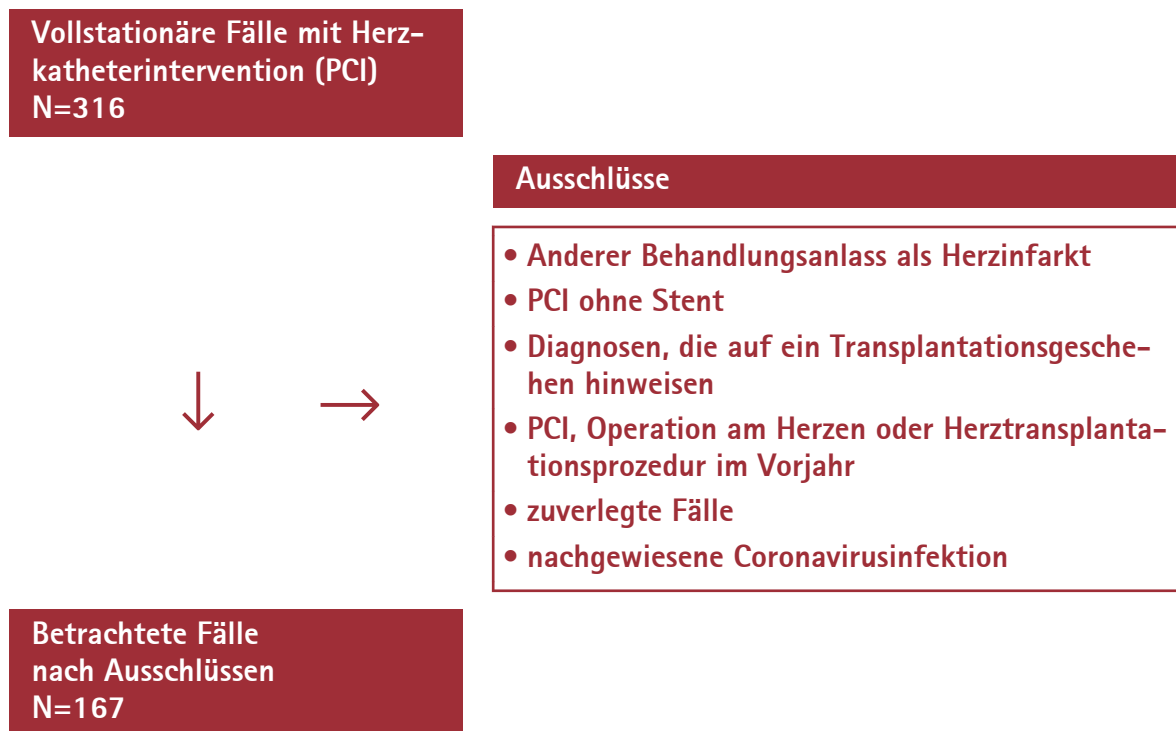 Vollstationäre Fälle mit Herz-
katheterintervention (PCI)
N=316
Ausschlüsse
• Anderer Behandlungsanlass als Herzinfarkt
• PCI ohne Stent
• Diagnosen, die auf ein Transplantationsgesche-
hen hinweisen
• PCI, Operation am Herzen oder Herztransplanta-
tionsprozedur im Vorjahr
• zuverlegte Fälle
• nachgewiesene Coronavirusinfektion
Betrachtete Fälle
nach Ausschlüssen
N=167